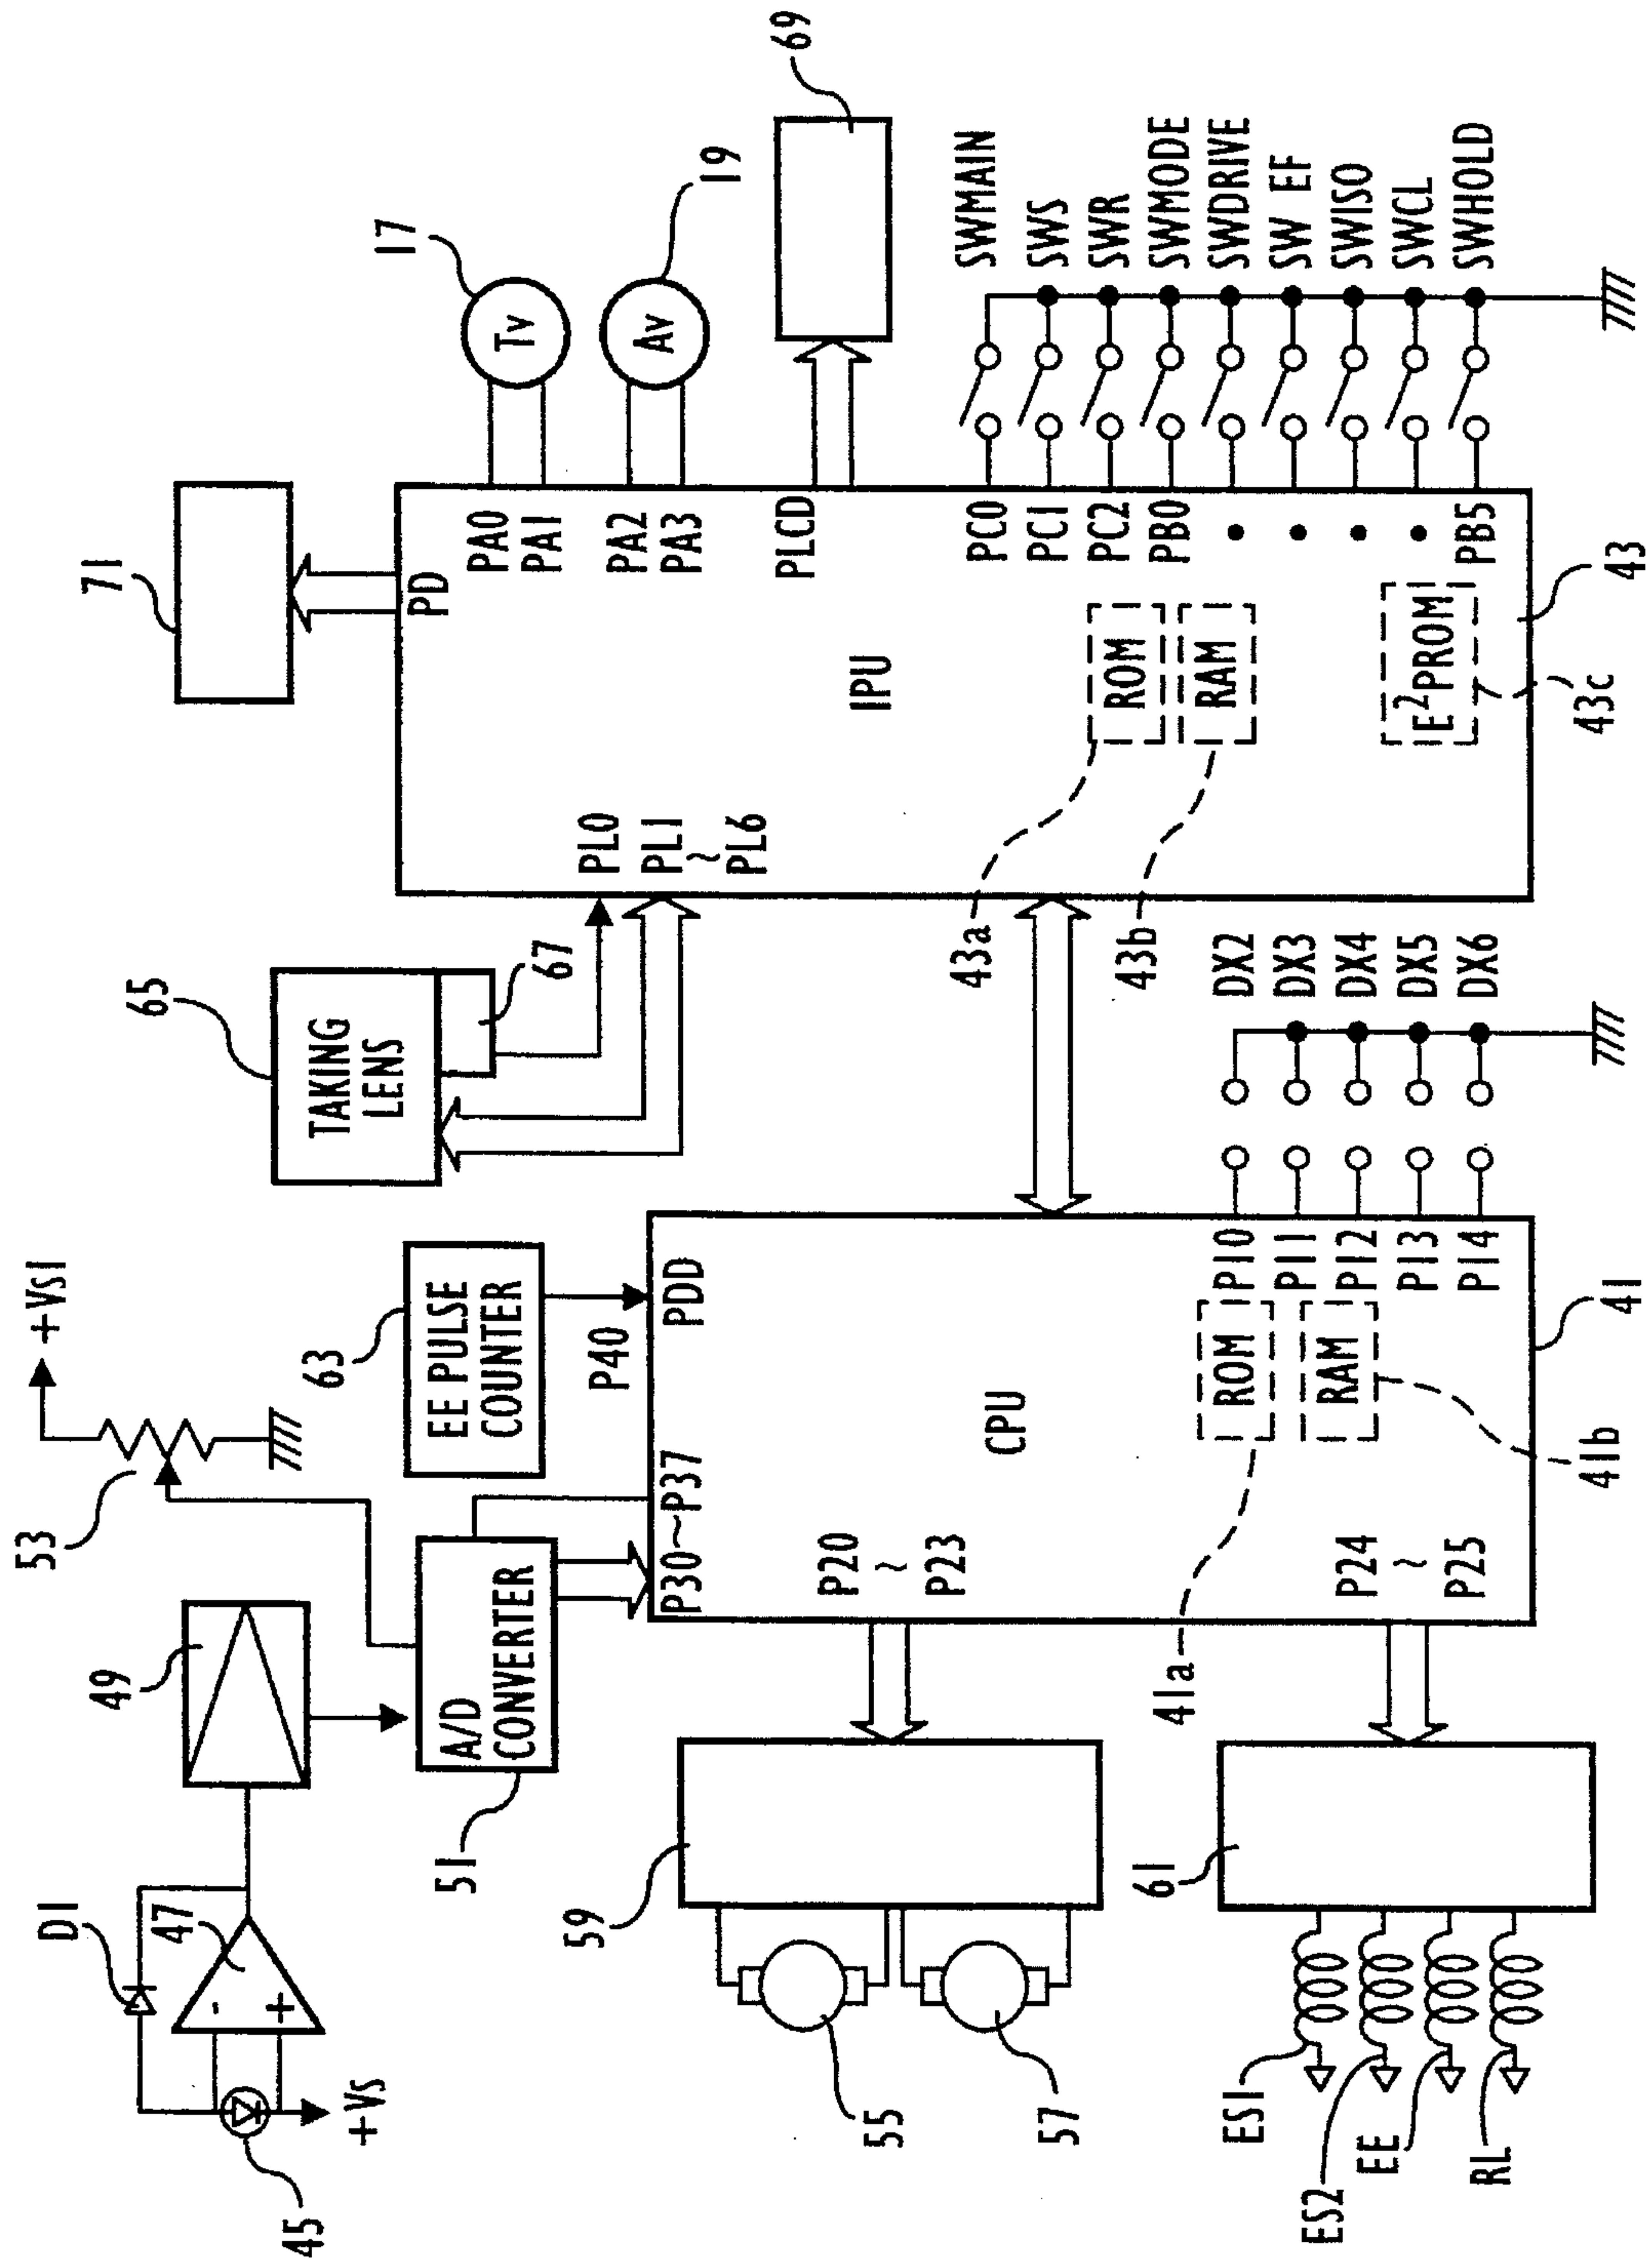 45
+Vs
D1
47
49
53
+Vs1
51
A/D
CONVERTER
63
EE PULSE
COUNTER
P40
PDD
P30~P37
65
TAKING
LENS
67
71
PD
17
Tv
19
Av
69
PA0
PA1
PA2
PA3
PLCD
PL0
PL1
~
PL6
IPU
ROM
RAM
E²PROM
43a
43b
43c
43
PC0
PC1
PC2
PB0
PB5
SWMAIN
SWS
SWR
SWMODE
SWDRIVE
SW EF
SWISO
SWCL
SWHOLD
CPU
ROM
RAM
41a
41b
41
P10
P11
P12
P13
P14
DX2
DX3
DX4
DX5
DX6
P20
~
P23
P24
~
P25
59
55
57
61
ES1
ES2
EE
RL